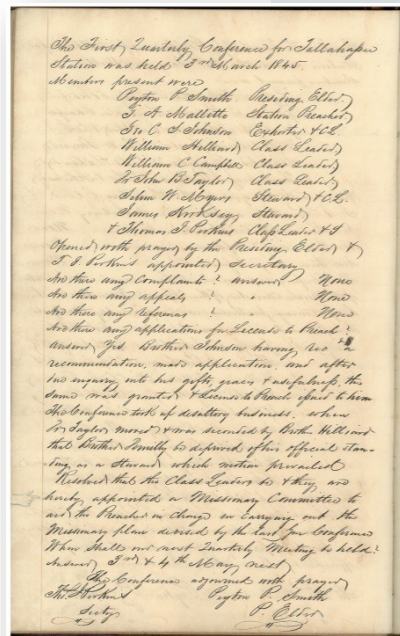 The First Quarterly Conference for Tallahassee
Station was held 3rd March 1845.
Members present were
Peyton P. Smith Presiding Elder
T. A. Mallette Station Preacher
C. S. Johnson Exhorter & CL
William Hilliard Class Leader
William C Campbell Class Leader
Dr John B Taylor Class Leader
John W. Myers Steward & C.L.
James Kirksey Steward
& Thomas J. Perkins Class Leader & S
Opened with prayer by the Presiding Elder &
T. J. Perkins appointed secretary
Are there any Complaints? answered None
Are there any appeals? " None
Are there any references? " None
Are there any applications for License to Preach?
answer Yes. Brother Johnson having a
recommendation, made application, and after
due inquiry into his gifts, graces & usefulness, the
same was granted & License to Preach to him
The Conference took up desultory business. when
Dr Taylor moved & was seconded by Brother Hilliard
that Brother be deprived of his official stan-
ding as a Steward, which motion prevailed
Resolved that the Class Leaders be & they are
hereby appointed a Missionary Committee to
aid the Preacher in charge in carrying out the
Missionary plan devised by the Last Conference
When Shall our next Quarterly Meeting be held?
Answer, 3rd & 4th May next
The Conference adjourned with prayer
Thos. J Perkins Peyton P. Smith
Secty P. Elder